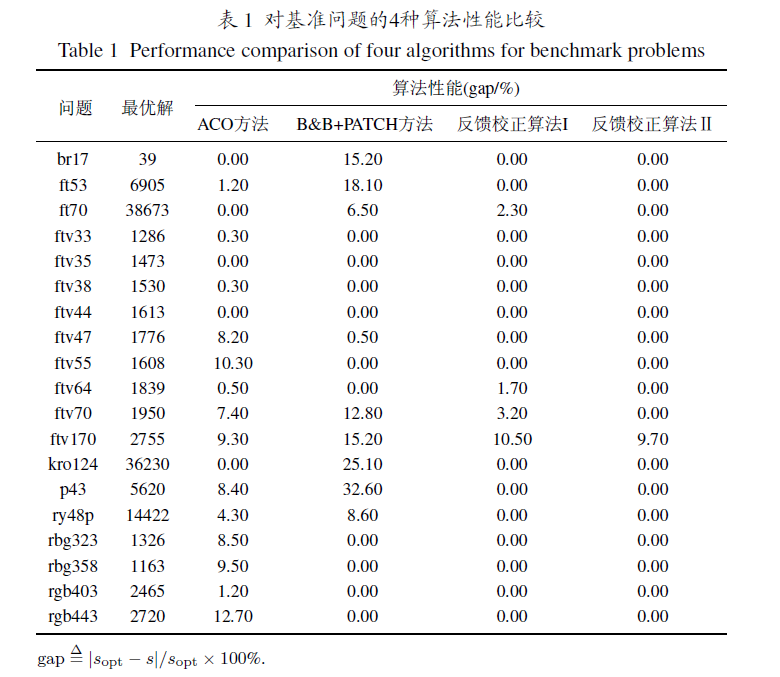 表 1 对基准问题的4种算法性能比较
Table 1 Performance comparison of four algorithms for benchmark problems
问题 最优解 算法性能(gap/%)
ACO方法 B&B+PATCH方法 反馈校正算法I 反馈校正算法Ⅱ
br17 39 0.00 15.20 0.00 0.00
ft53 6905 1.20 18.10 0.00 0.00
ft70 38673 0.00 6.50 2.30 0.00
ftv33 1286 0.30 0.00 0.00 0.00
ftv35 1473 0.00 0.00 0.00 0.00
ftv38 1530 0.30 0.00 0.00 0.00
ftv44 1613 0.00 0.00 0.00 0.00
ftv47 1776 8.20 0.50 0.00 0.00
ftv55 1608 10.30 0.00 0.00 0.00
ftv64 1839 0.50 0.00 1.70 0.00
ftv70 1950 7.40 12.80 3.20 0.00
ftv170 2755 9.30 15.20 10.50 9.70
kro124 36230 0.00 25.10 0.00 0.00
p43 5620 8.40 32.60 0.00 0.00
ry48p 14422 4.30 8.60 0.00 0.00
rbg323 1326 8.50 0.00 0.00 0.00
rbg358 1163 9.50 0.00 0.00 0.00
rgb403 2465 1.20 0.00 0.00 0.00
rgb443 2720 12.70 0.00 0.00 0.00
gap ≜ |sopt − s|/sopt × 100%.